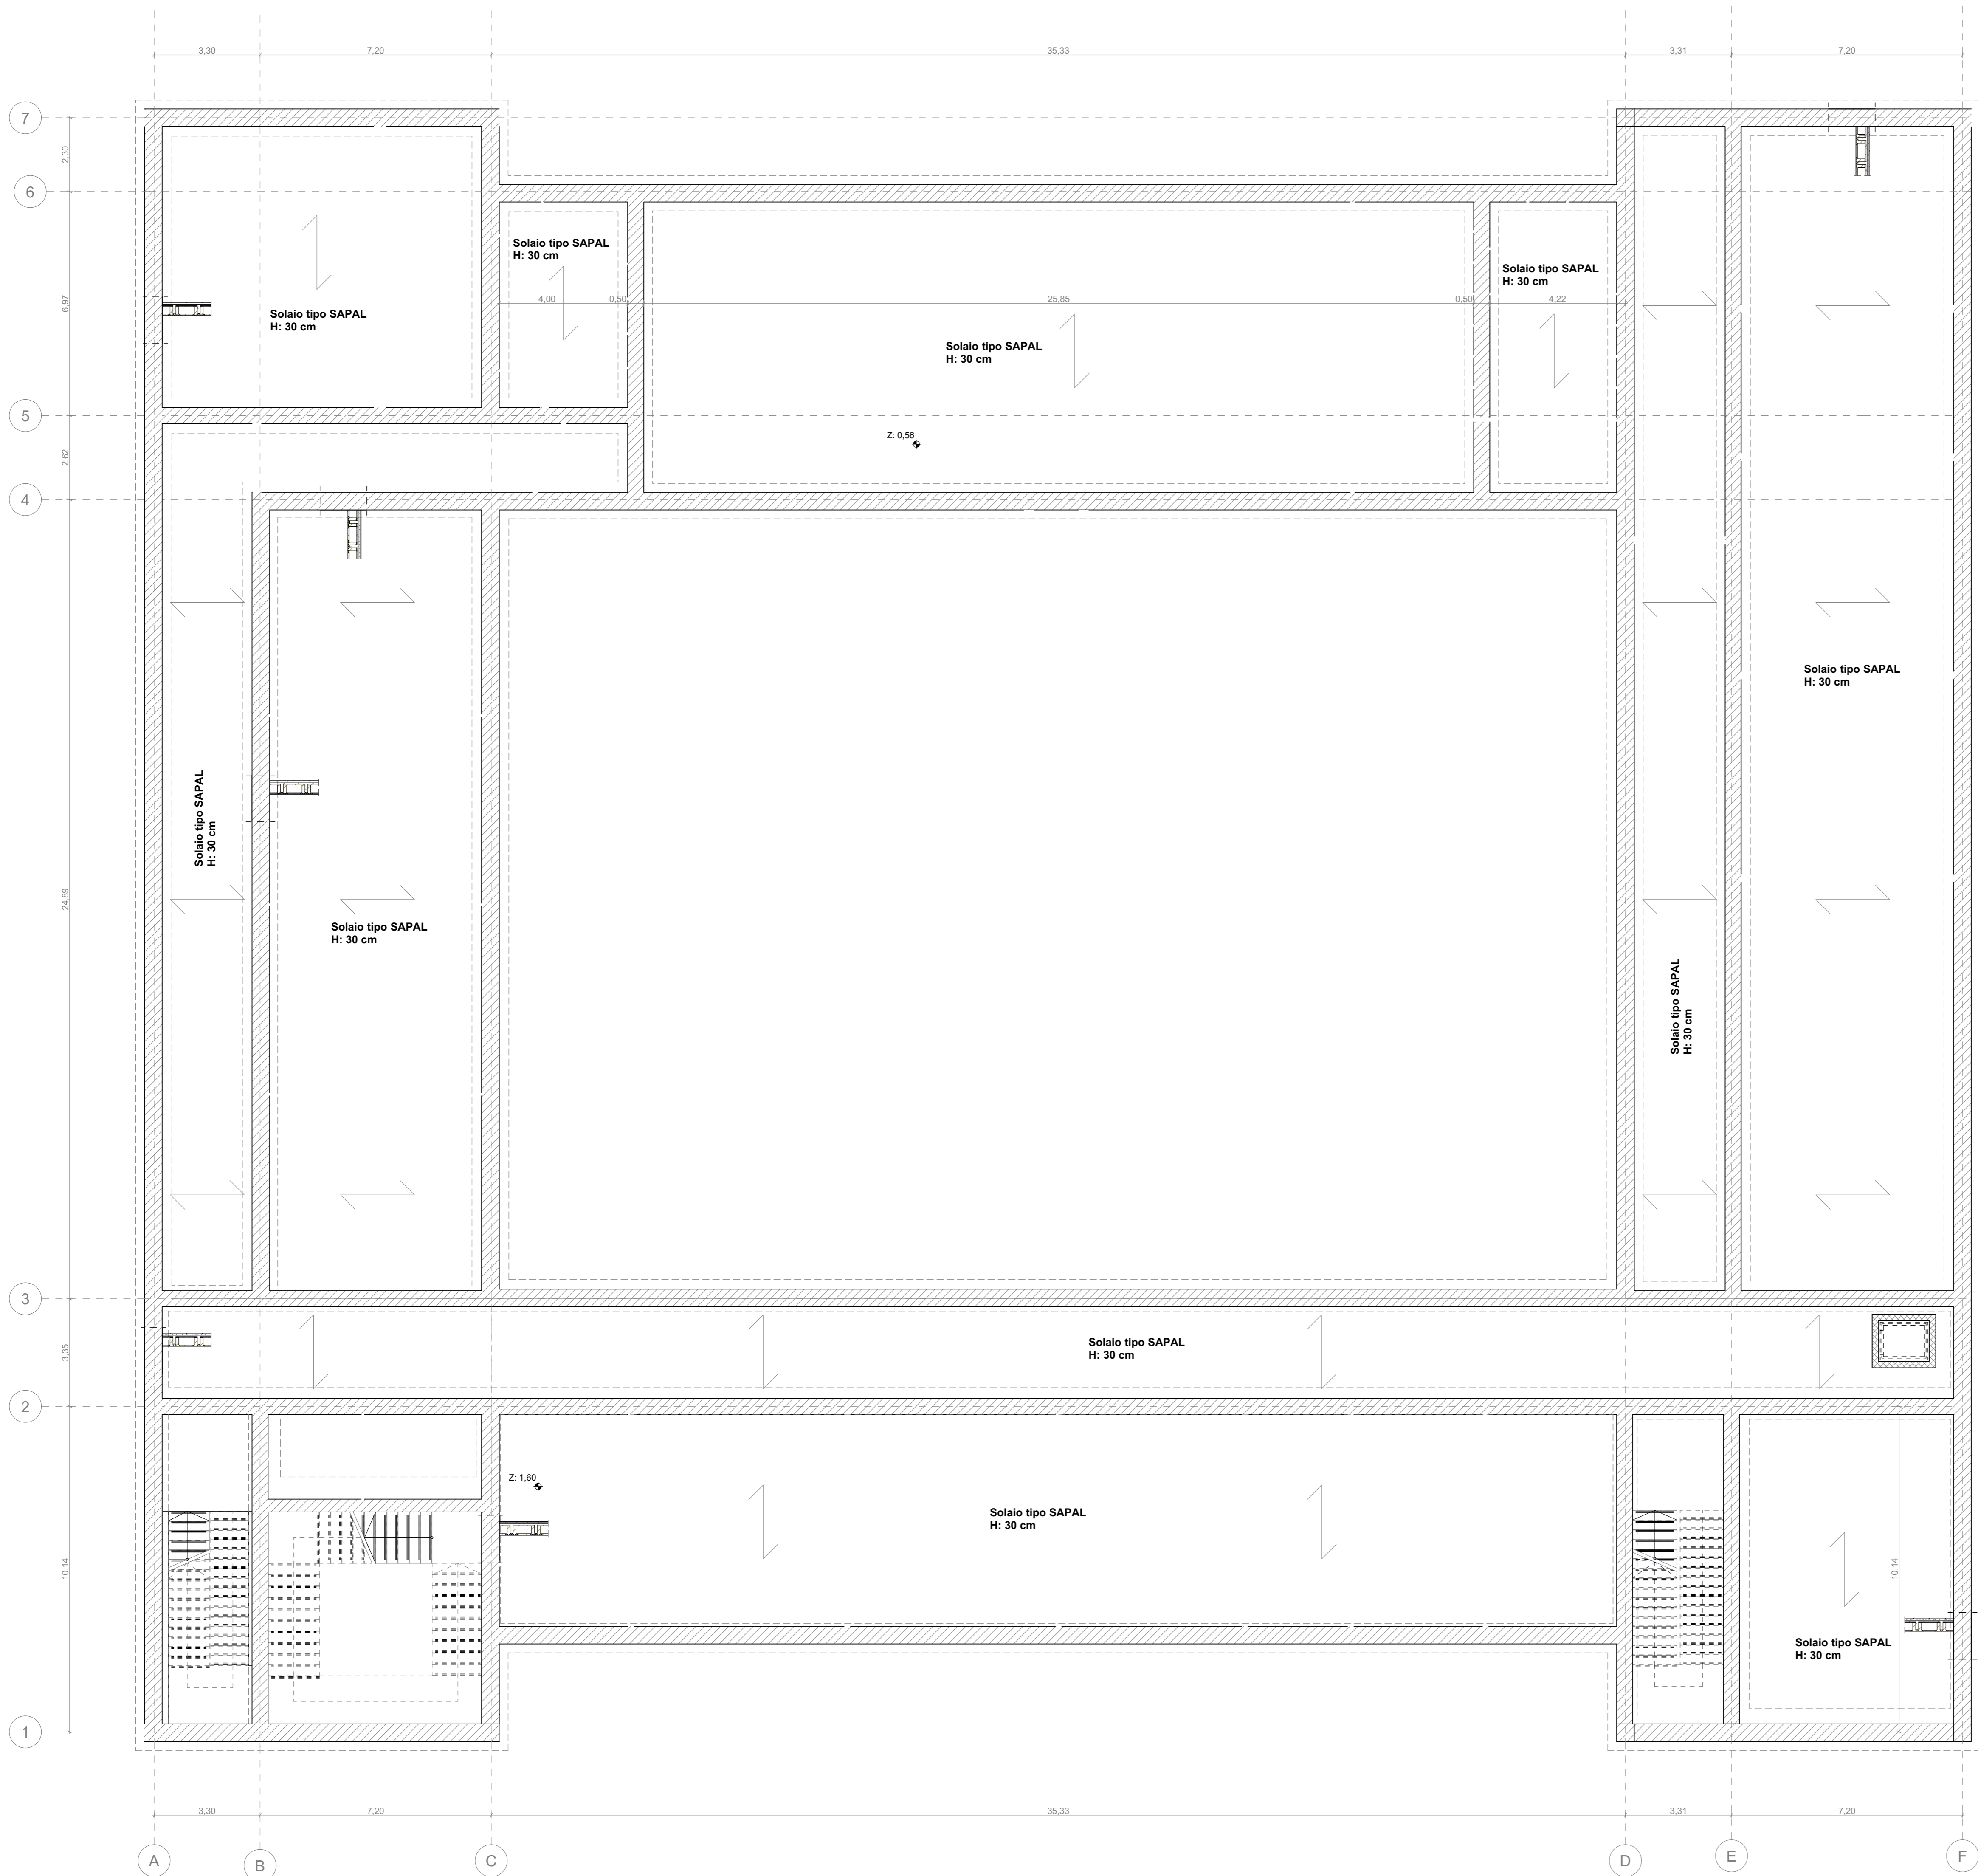 3,30
7,20
35,33
3,31
7,20
7
2,30
6
Solaio tipo SAPAL
H: 30 cm
Solaio tipo SAPAL
H: 30 cm
6,97
4,00
0,50
25,85
0,50
4,22
Solaio tipo SAPAL
H: 30 cm
Solaio tipo SAPAL
H: 30 cm
5
Z: 0,56
2,62
4
Solaio tipo SAPAL
H: 30 cm
Solaio tipo SAPAL
H: 30 cm
24,89
Solaio tipo SAPAL
H: 30 cm
Solaio tipo SAPAL
H: 30 cm
3
3,35
Solaio tipo SAPAL
H: 30 cm
2
Z: 1,60
Solaio tipo SAPAL
H: 30 cm
10,14
10,14
Solaio tipo SAPAL
H: 30 cm
1
3,30
7,20
35,33
3,31
7,20
A
B
C
D
E
F